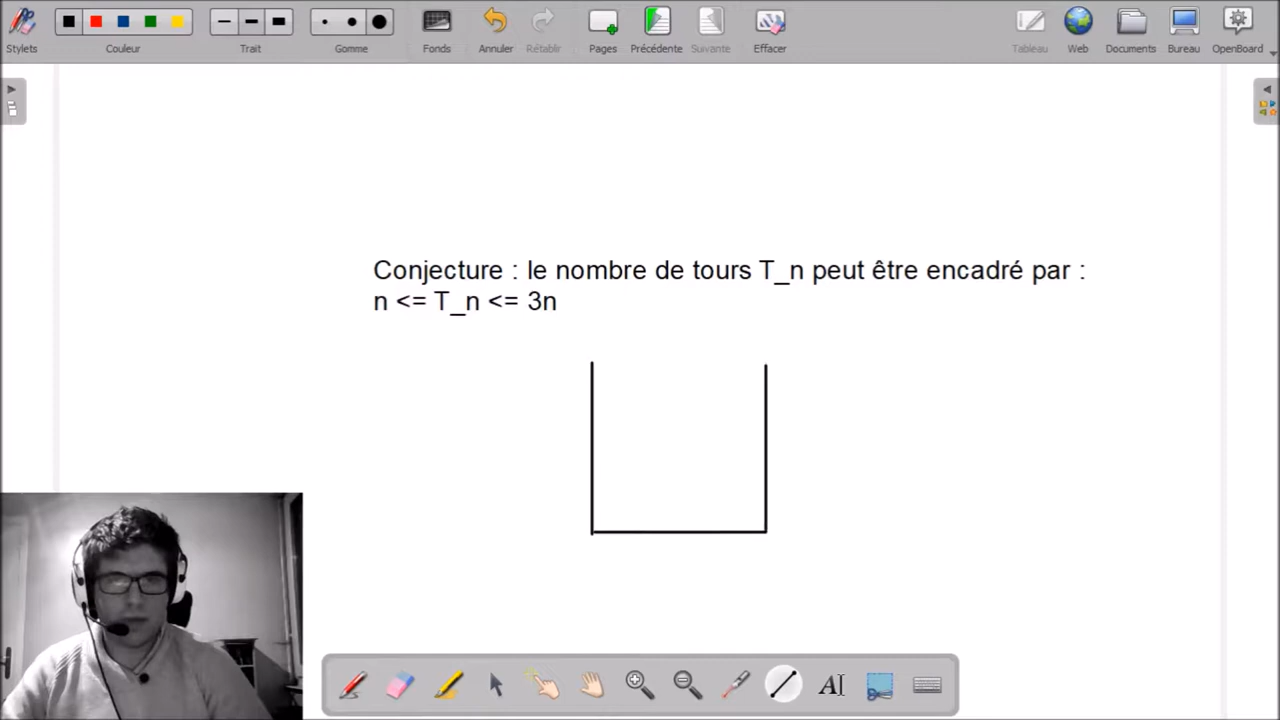 Stylets
Couleur
Trait
Gomme
Fonds
Annuler
Rétablir
Pages
Précédente
Suivante
Effacer
Tableau
Web
Documents
Bureau
OpenBoard
Conjecture : le nombre de tours T_n peut être encadré par :
n <= T_n <= 3n
AI